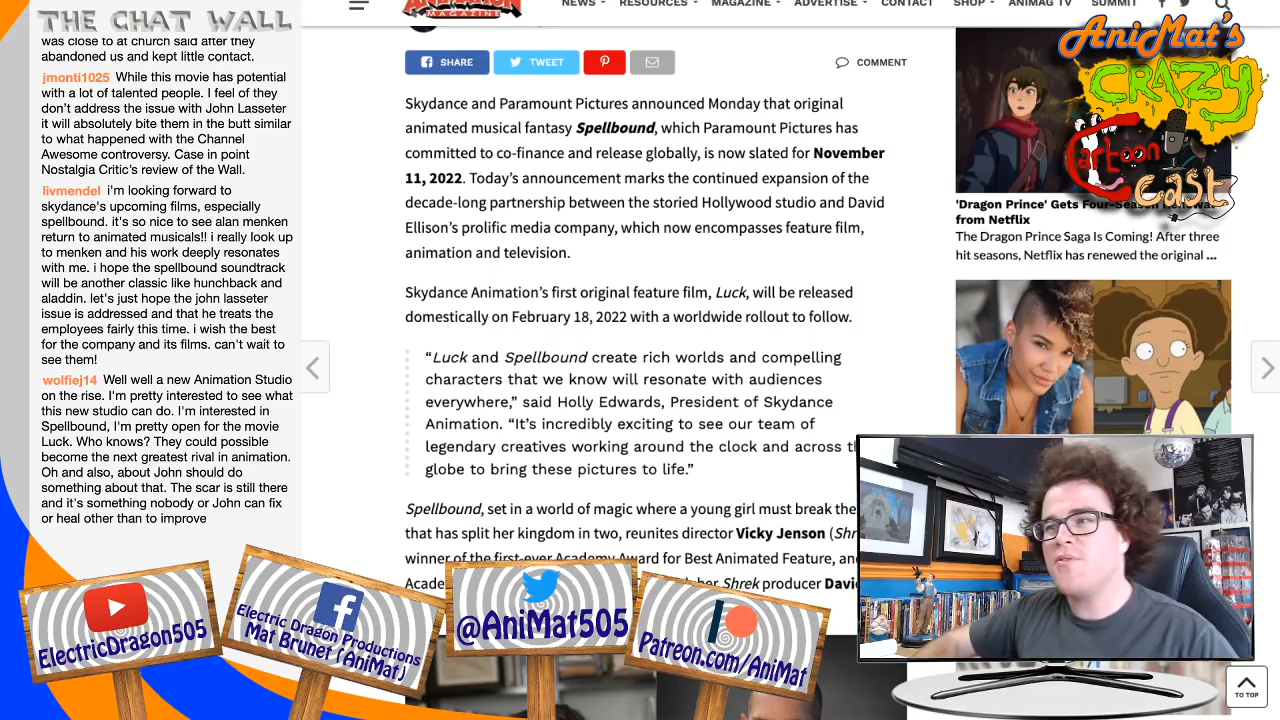 THE CHAT WALL
was close to at church said after they
abandoned us and kept little contact.
jmonti1025 While this movie has potential
with a lot of talented people. I feel of they
don't address the issue with John Lasseter
it will absolutely bite them in the butt similar
to what happened with the Channel
Awesome controversy. Case in point
Nostalgia Critic's review of the Wall.
livmendel i'm looking forward to
skydance's upcoming films, especially
spellbound. it's so nice to see alan menken
return to animated musicals!! i really look up
to menken and his work deeply resonates
with me. i hope the spellbound soundtrack
will be another classic like hunchback and
aladdin. let's just hope the john lasseter
issue is addressed and that he treats the
employees fairly this time. i wish the best
for the company and its films. can't wait to
see them!
wolfiej14 Well well a new Animation Studio
on the rise. I'm pretty interested to see what
this new studio can do. I'm interested in
Spellbound, I'm pretty open for the movie
Luck. Who knows? They could possible
become the next greatest rival in animation.
Oh and also, about John should do
something about that. The scar is still there
and it's something nobody or John can fix
or heal other than to improve
MAGAZINE
NEWS RESOURCES MAGAZINE ADVERTISE CONTACT SHOP ANIMAG TV SUMMIT
SHARE TWEET COMMENT
Skydance and Paramount Pictures announced Monday that original
animated musical fantasy Spellbound, which Paramount Pictures has
committed to co-finance and release globally, is now slated for November
11, 2022. Today's announcement marks the continued expansion of the
decade-long partnership between the storied Hollywood studio and David
Ellison's prolific media company, which now encompasses feature film,
animation and television.
Skydance Animation's first original feature film, Luck, will be released
domestically on February 18, 2022 with a worldwide rollout to follow.
"Luck and Spellbound create rich worlds and compelling
characters that we know will resonate with audiences
everywhere," said Holly Edwards, President of Skydance
Animation. "It's incredibly exciting to see our team of
legendary creatives working around the clock and across th
globe to bring these pictures to life."
Spellbound, set in a world of magic where a young girl must break the
that has split her kingdom in two, reunites director Vicky Jenson (Shr
winner of the first-ever Academy Award for Best Animated Feature, and
Acade
Shrek producer David
AniMat's
CRAZY
Cartoon
Cast
'Dragon Prince' Gets Four-Season
from Netflix
The Dragon Prince Saga Is Coming! After three
hit seasons, Netflix has renewed the original ...
ElectricDragon505
Electric Dragon Productions
Mat Brunet (AniMat)
@AniMat505
Patreon.com/AniMat
TO TOP